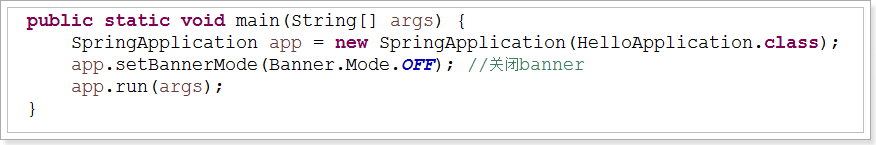 public static void main(String[] args) {
    SpringApplication app = new SpringApplication(HelloApplication.class);
    app.setBannerMode(Banner.Mode.OFF); //关闭banner
    app.run(args);
}